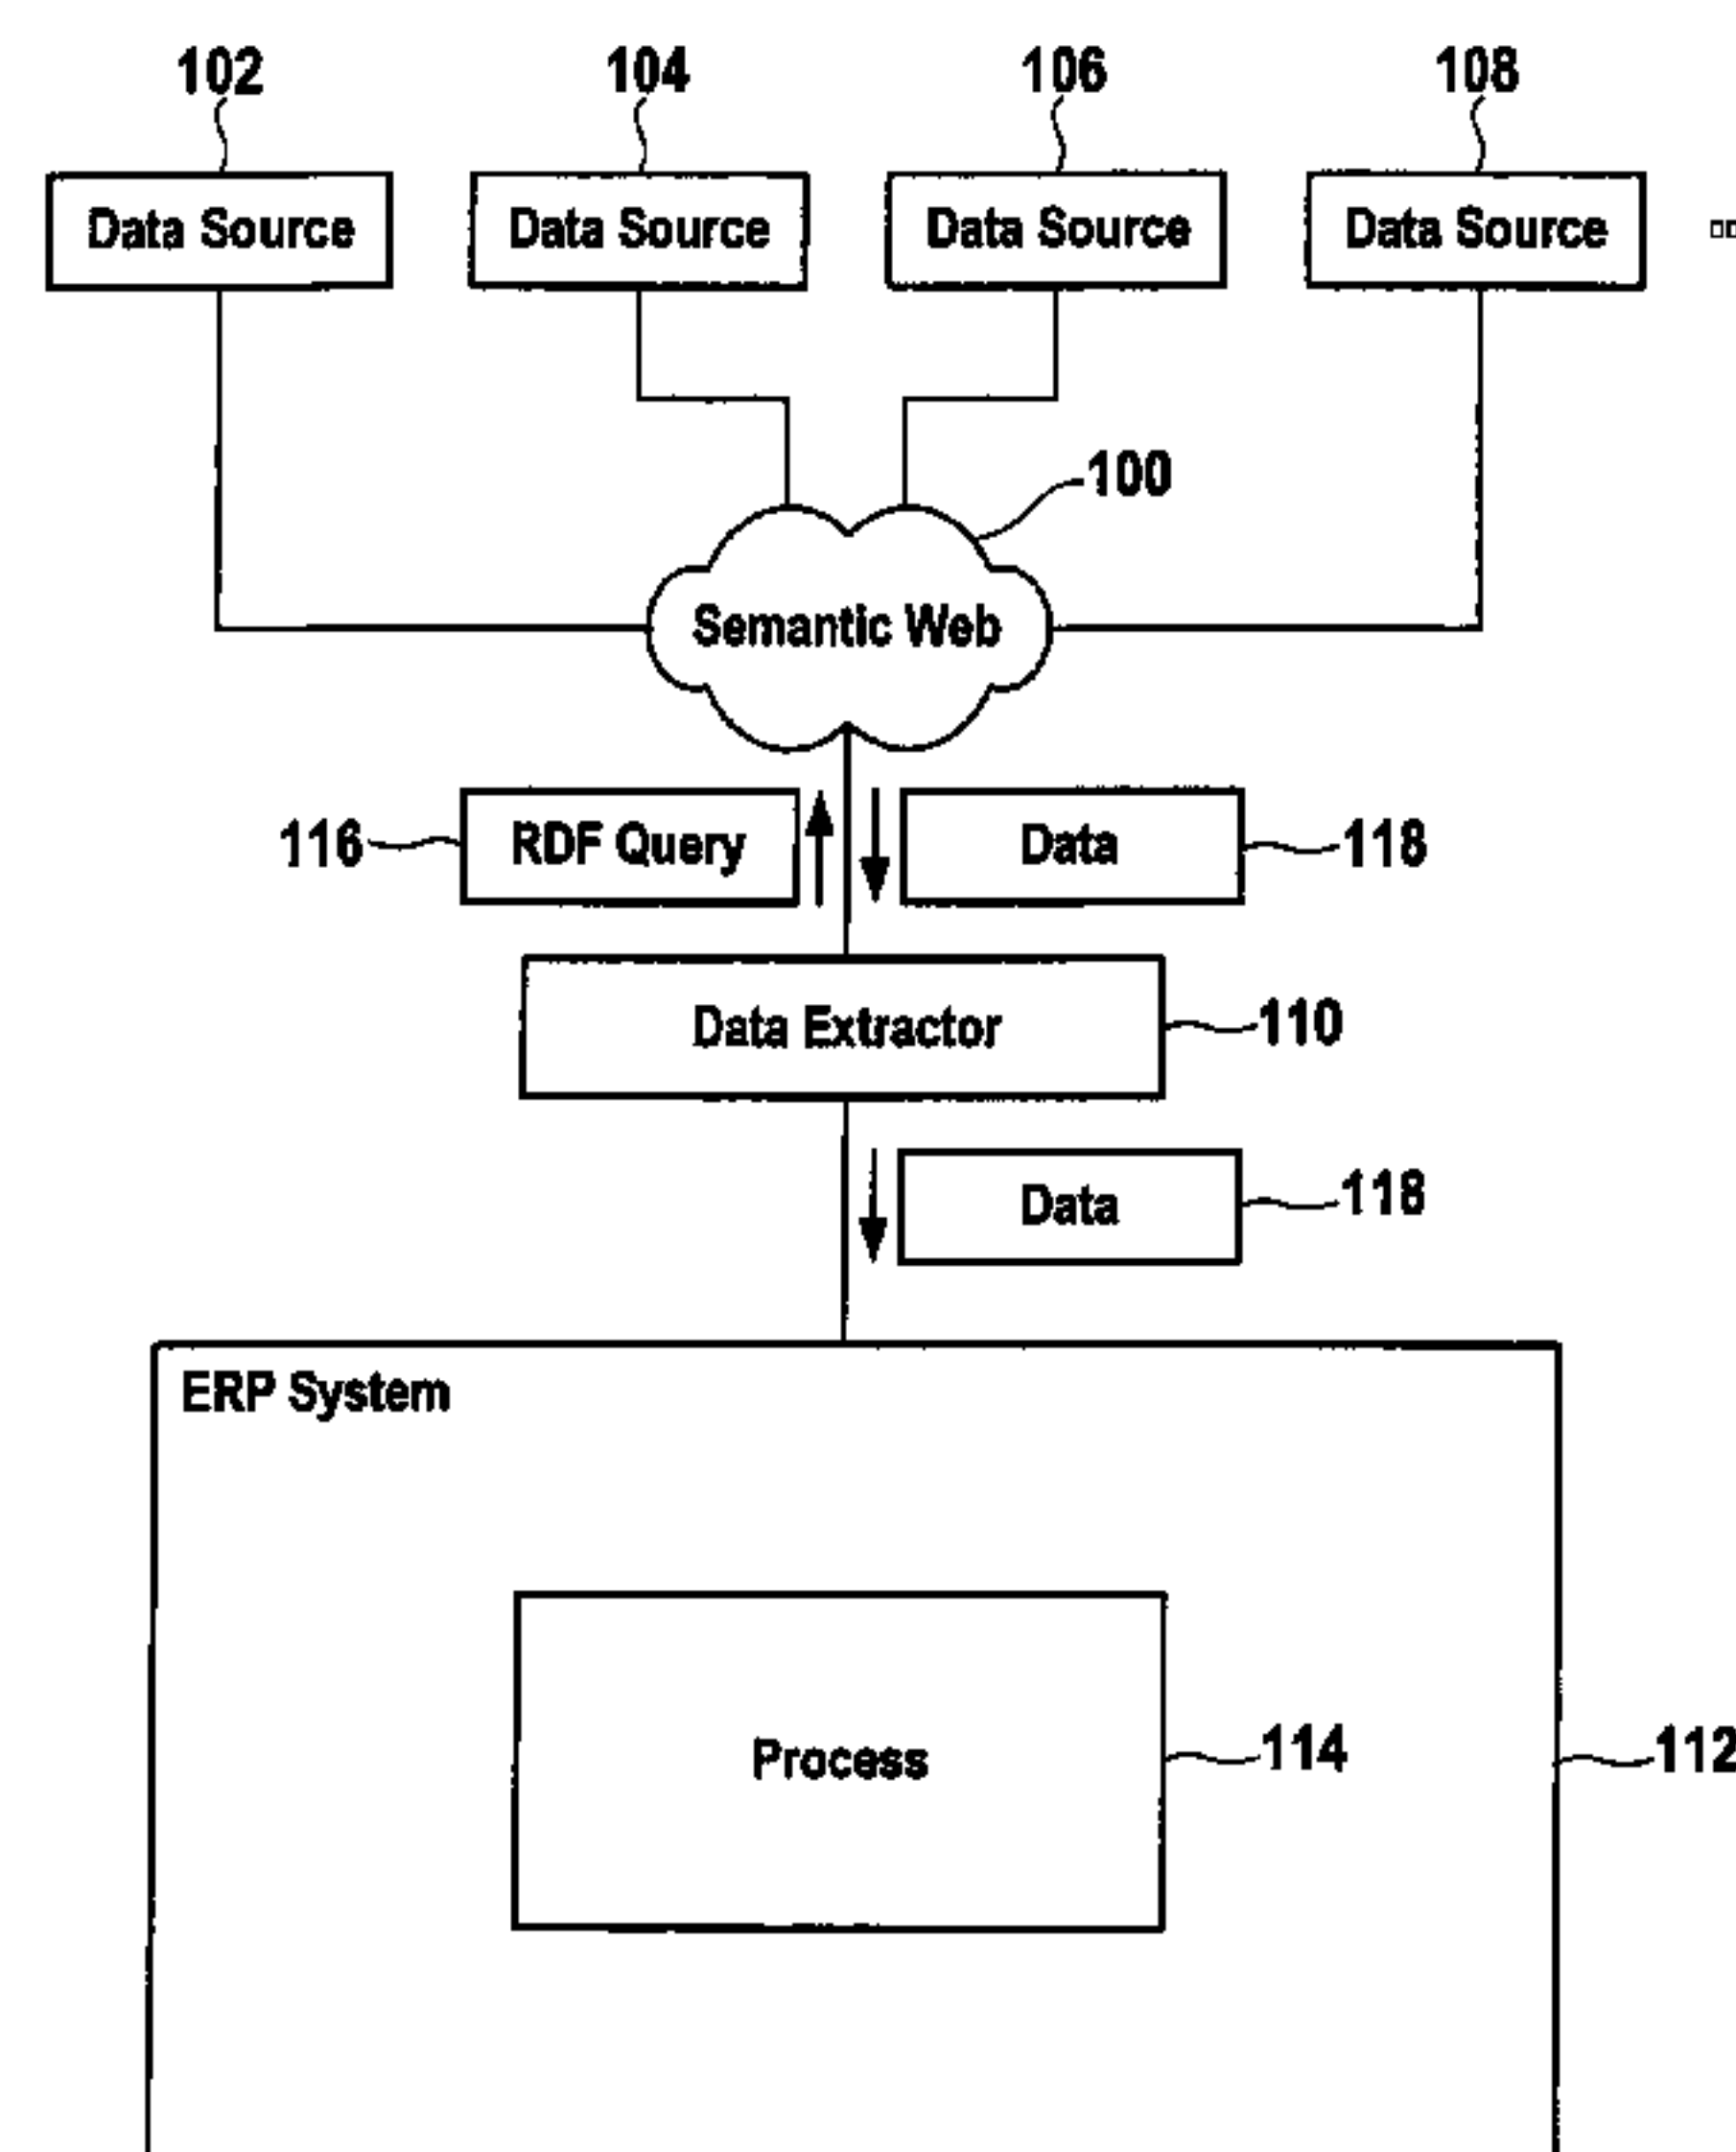 102 104 106 108
Data Source Data Source Data Source Data Source
100
Semantic Web
116 RDF Query Data 118
Data Extractor 110
Data 118
ERP System
Process 114 112